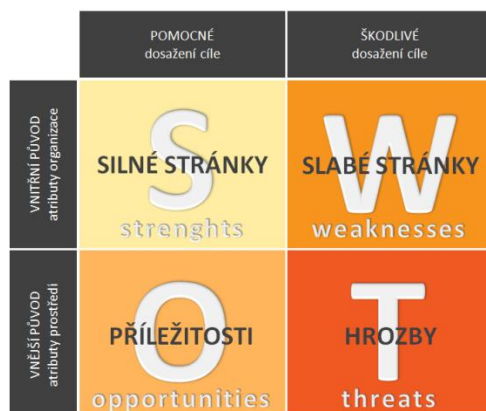 POMOCNÉ
dosažení cíle
ŠKODLIVÉ
dosažení cíle
VNITŘNÍ PŮVOD
atributy organizace
S
SILNÉ STRÁNKY
strenghts
W
SLABÉ STRÁNKY
weaknesses
VNĚJŠÍ PŮVOD
atributy prostředí
O
PŘÍLEŽITOSTI
opportunities
T
HROZBY
threats